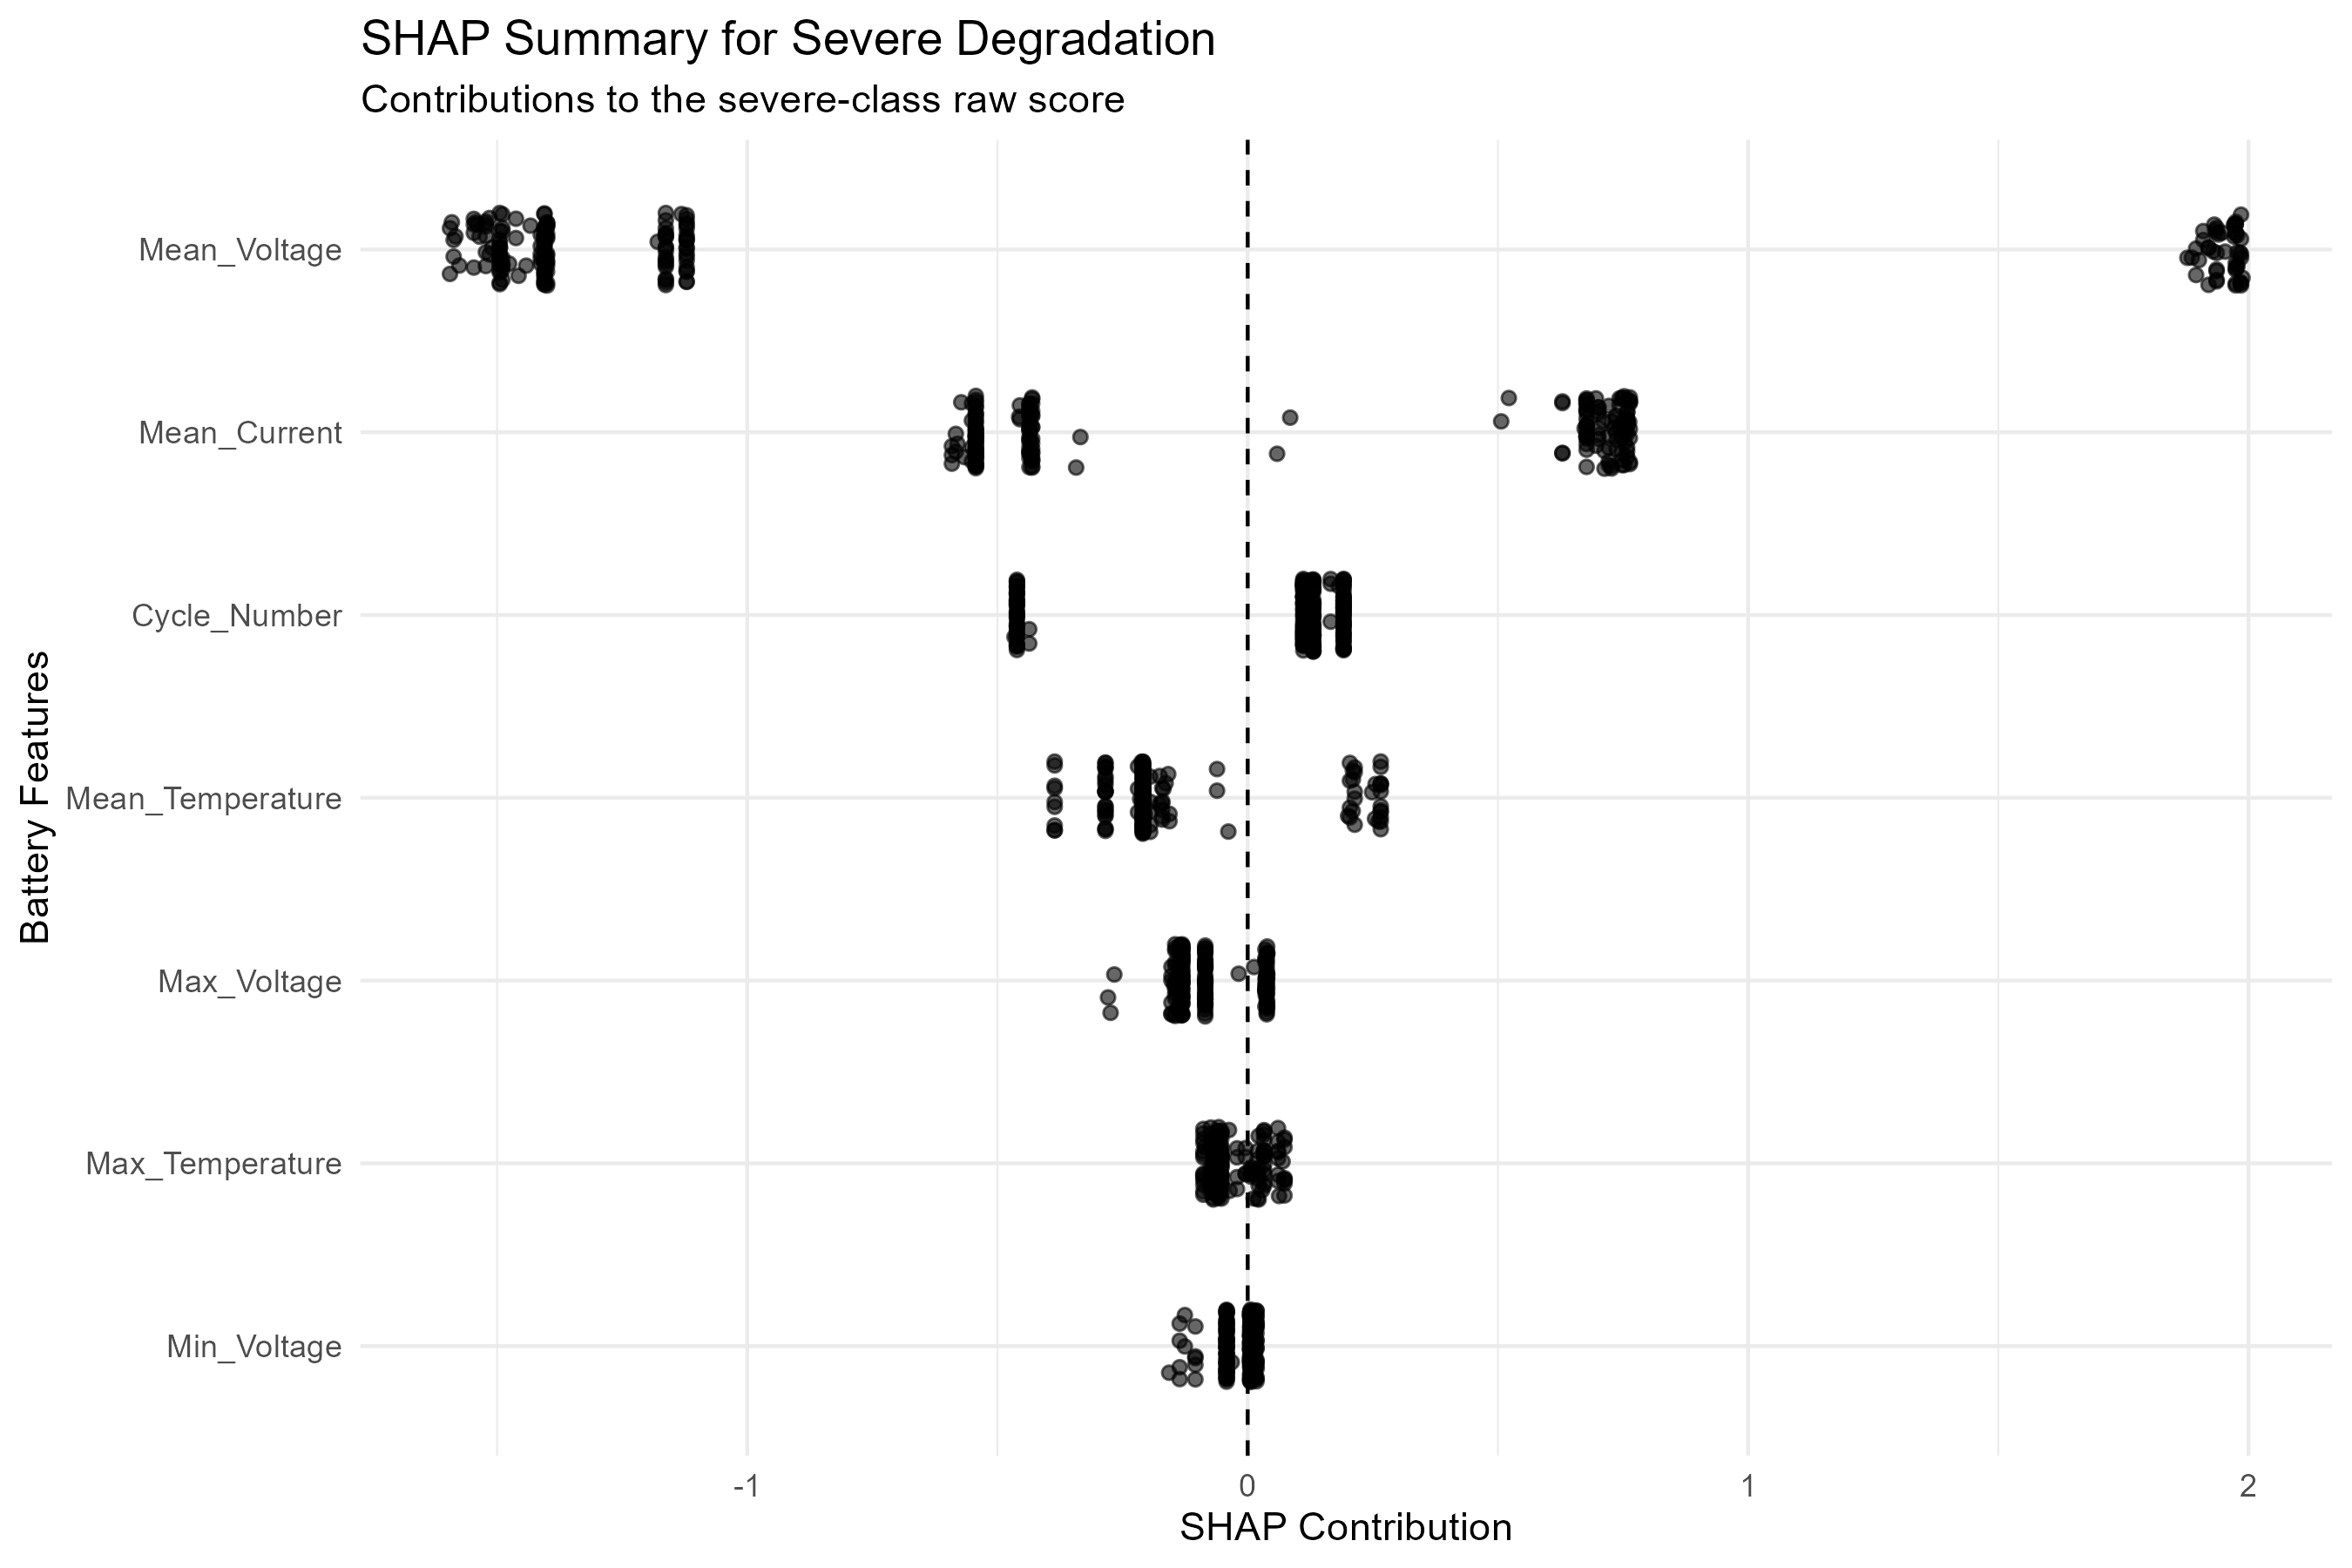 SHAP Summary for Severe Degradation
Contributions to the severe-class raw score
Battery Features
Mean_Voltage
Mean_Current
Cycle_Number
Mean_Temperature
Max_Voltage
Max_Temperature
Min_Voltage
-1 0 1 2
SHAP Contribution